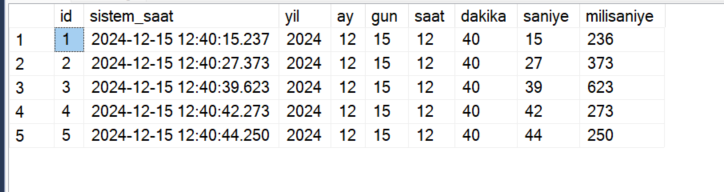 id sistem_saat yil ay gun saat dakika saniye milisaniye
1 1 2024-12-15 12:40:15.237 2024 12 15 12 40 15 236
2 2 2024-12-15 12:40:27.373 2024 12 15 12 40 27 373
3 3 2024-12-15 12:40:39.623 2024 12 15 12 40 39 623
4 4 2024-12-15 12:40:42.273 2024 12 15 12 40 42 273
5 5 2024-12-15 12:40:44.250 2024 12 15 12 40 44 250